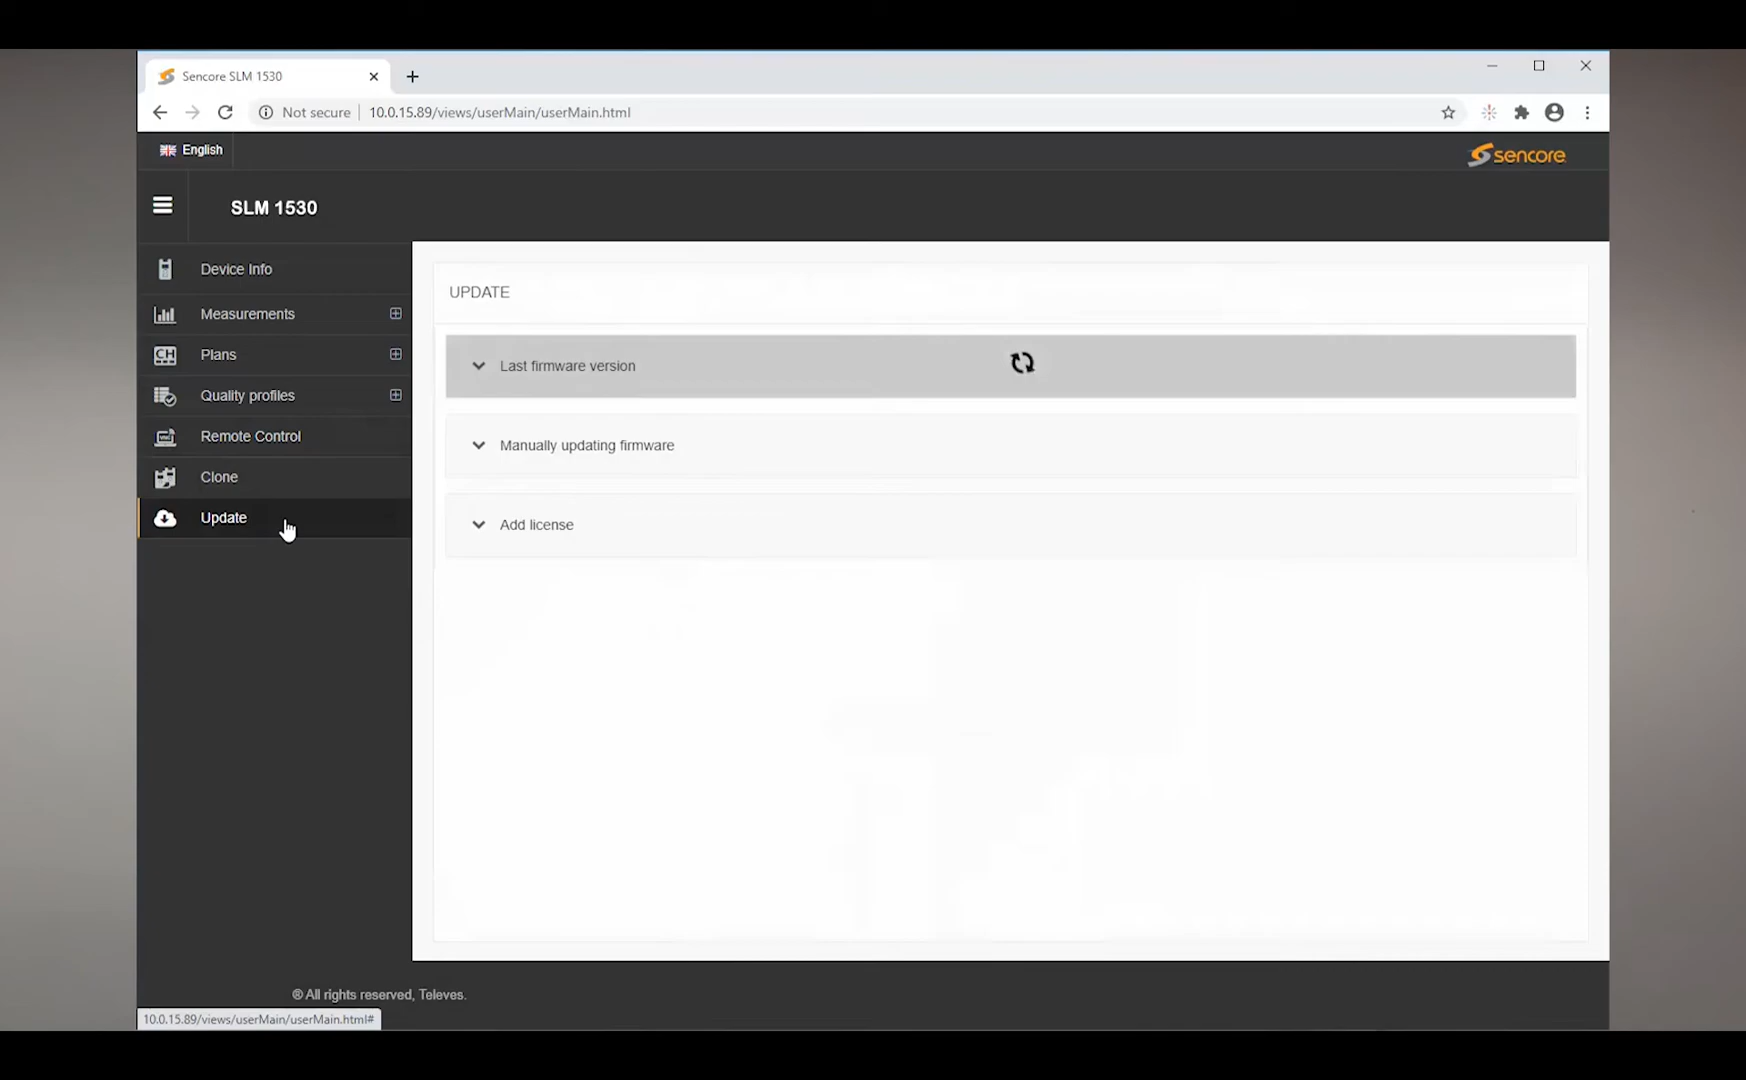 Sencore SLM 1530
Not secure
10.0.15.89/views/userMain/userMain.html
English
sencore
SLM 1530
Device Info
Measurements
CH
Plans
Quality profiles
Remote Control
Clone
Update
UPDATE
Last firmware version
Manually updating firmware
Add license
® All rights reserved, Televes.
10.0.15.89/views/userMain/userMain.html#